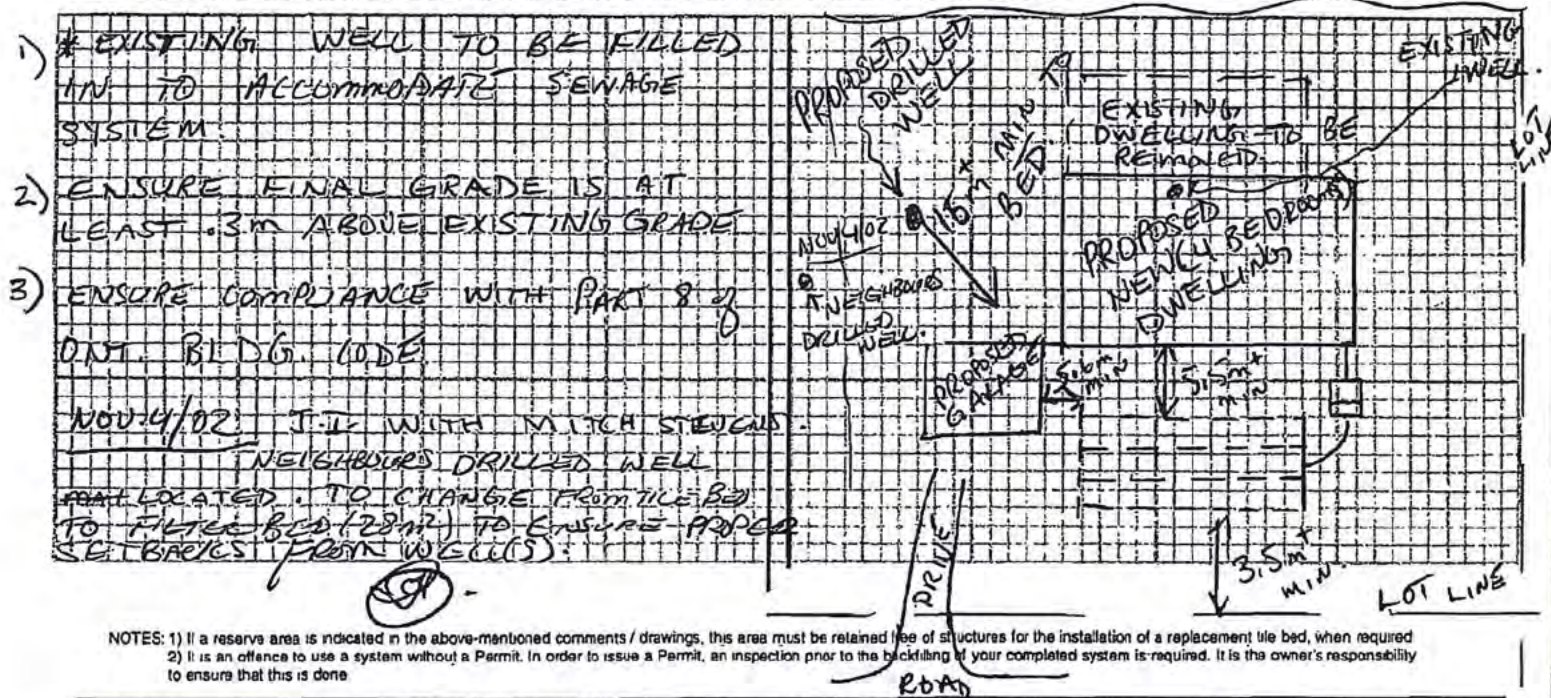 1) * EXISTING WELL TO BE FILLED
IN TO ACCOMMODATE SEWAGE
SYSTEM.
2) ENSURE FINAL GRADE IS AT
LEAST .3m ABOVE EXISTING GRADE
3) ENSURE COMPLIANCE WITH PART 8 of
ONT. BLDG. CODE
NOV. 4/02 J.I. WITH MITCH STEVENS.
NEIGHBOURS DRILLED WELL
LOCATED. TO CHANGE FROM TILE BED
TO FILTER BED (28m²) TO ENSURE PROPER
SETBACKS FROM WELL(S).
PROPOSED
DRILLED
WELL
15m+ MIN
BED
EXISTING
DWELLING TO BE
REMOVED
EXISTING
WELL.
LOT
LIN
NOV/4/02
NEIGHBOURS
DRILLED
WELL.
PROPOSED
NEW 4 BEDROOM
DWELLING
PROPOSED
GARAGE
5.6m
MIN
5.5m+
MIN
3.5m+
MIN.
LOT LINE
DRIVE
ROAD
NOTES: 1) If a reserve area is indicated in the above-mentioned comments / drawings, this area must be retained free of structures for the installation of a replacement tile bed, when required
2) It is an offence to use a system without a Permit. In order to issue a Permit, an inspection prior to the backfilling of your completed system is required. It is the owner's responsibility
to ensure that this is done